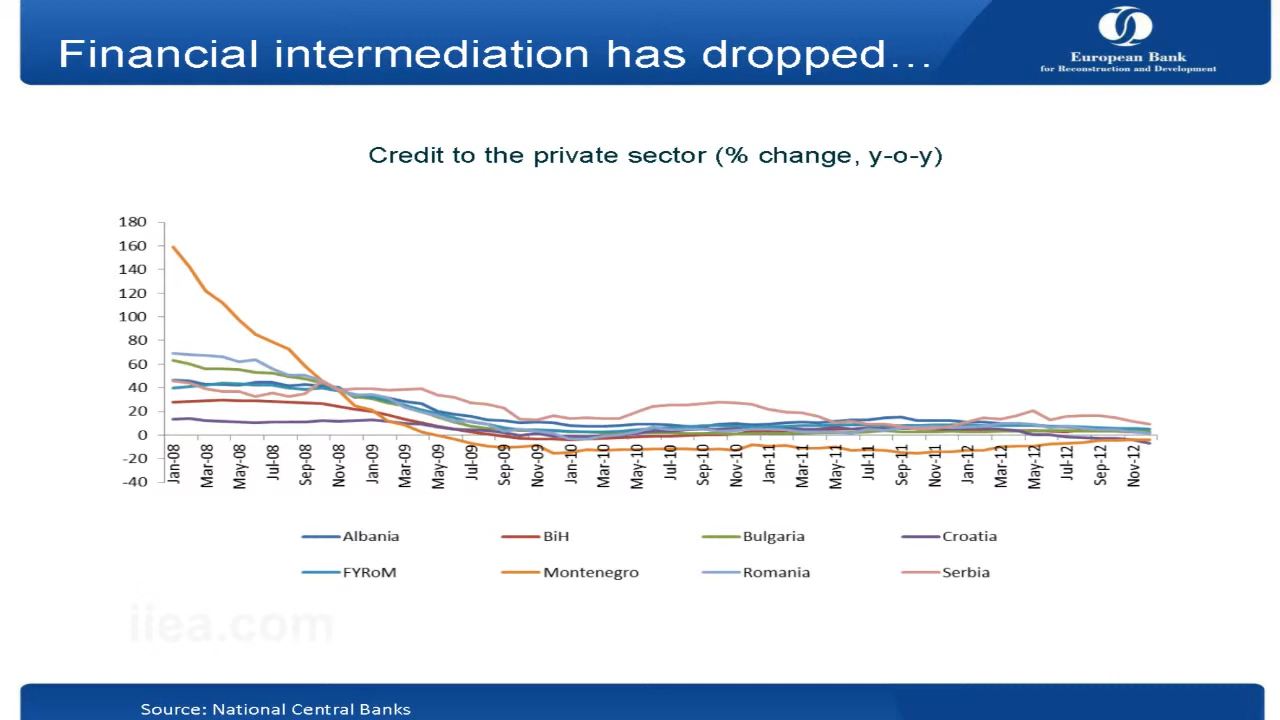 Financial intermediation has dropped...
European Bank
for Reconstruction and Development
Credit to the private sector (% change, y-o-y)
180
160
140
120
100
80
60
40
20
0
-20
-40
Jan-08
Mar-08
May-08
Jul-08
Sep-08
Nov-08
Jan-09
Mar-09
May-09
Jul-09
Sep-09
Nov-09
Jan-10
Mar-10
May-10
Jul-10
Sep-10
Nov-10
Jan-11
Mar-11
May-11
Jul-11
Sep-11
Nov-11
Jan-12
Mar-12
May-12
Jul-12
Sep-12
Nov-12
Albania BiH Bulgaria Croatia
FYRoM Montenegro Romania Serbia
iiea.com
Source: National Central Banks